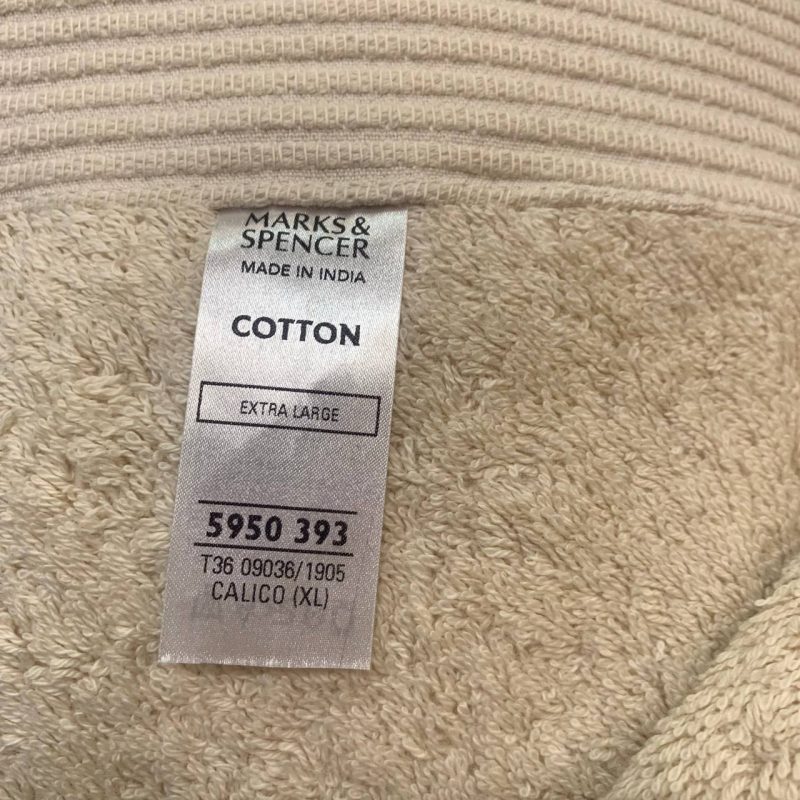 MARKS &
SPENCER
MADE IN INDIA
COTTON
EXTRA LARGE
5950 393
T36 09036/1905
CALICO (XL)